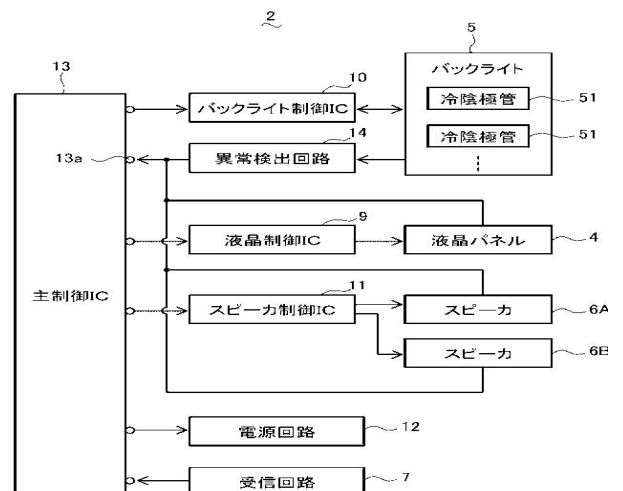 2
5
13
10
バックライト
バックライト制御IC
冷陰極管
51
14
冷陰極管
51
13a
異常検出回路
9
液晶制御IC
液晶パネル
4
主制御IC
11
スピーカ制御IC
スピーカ
6A
スピーカ
6B
電源回路
12
受信回路
7